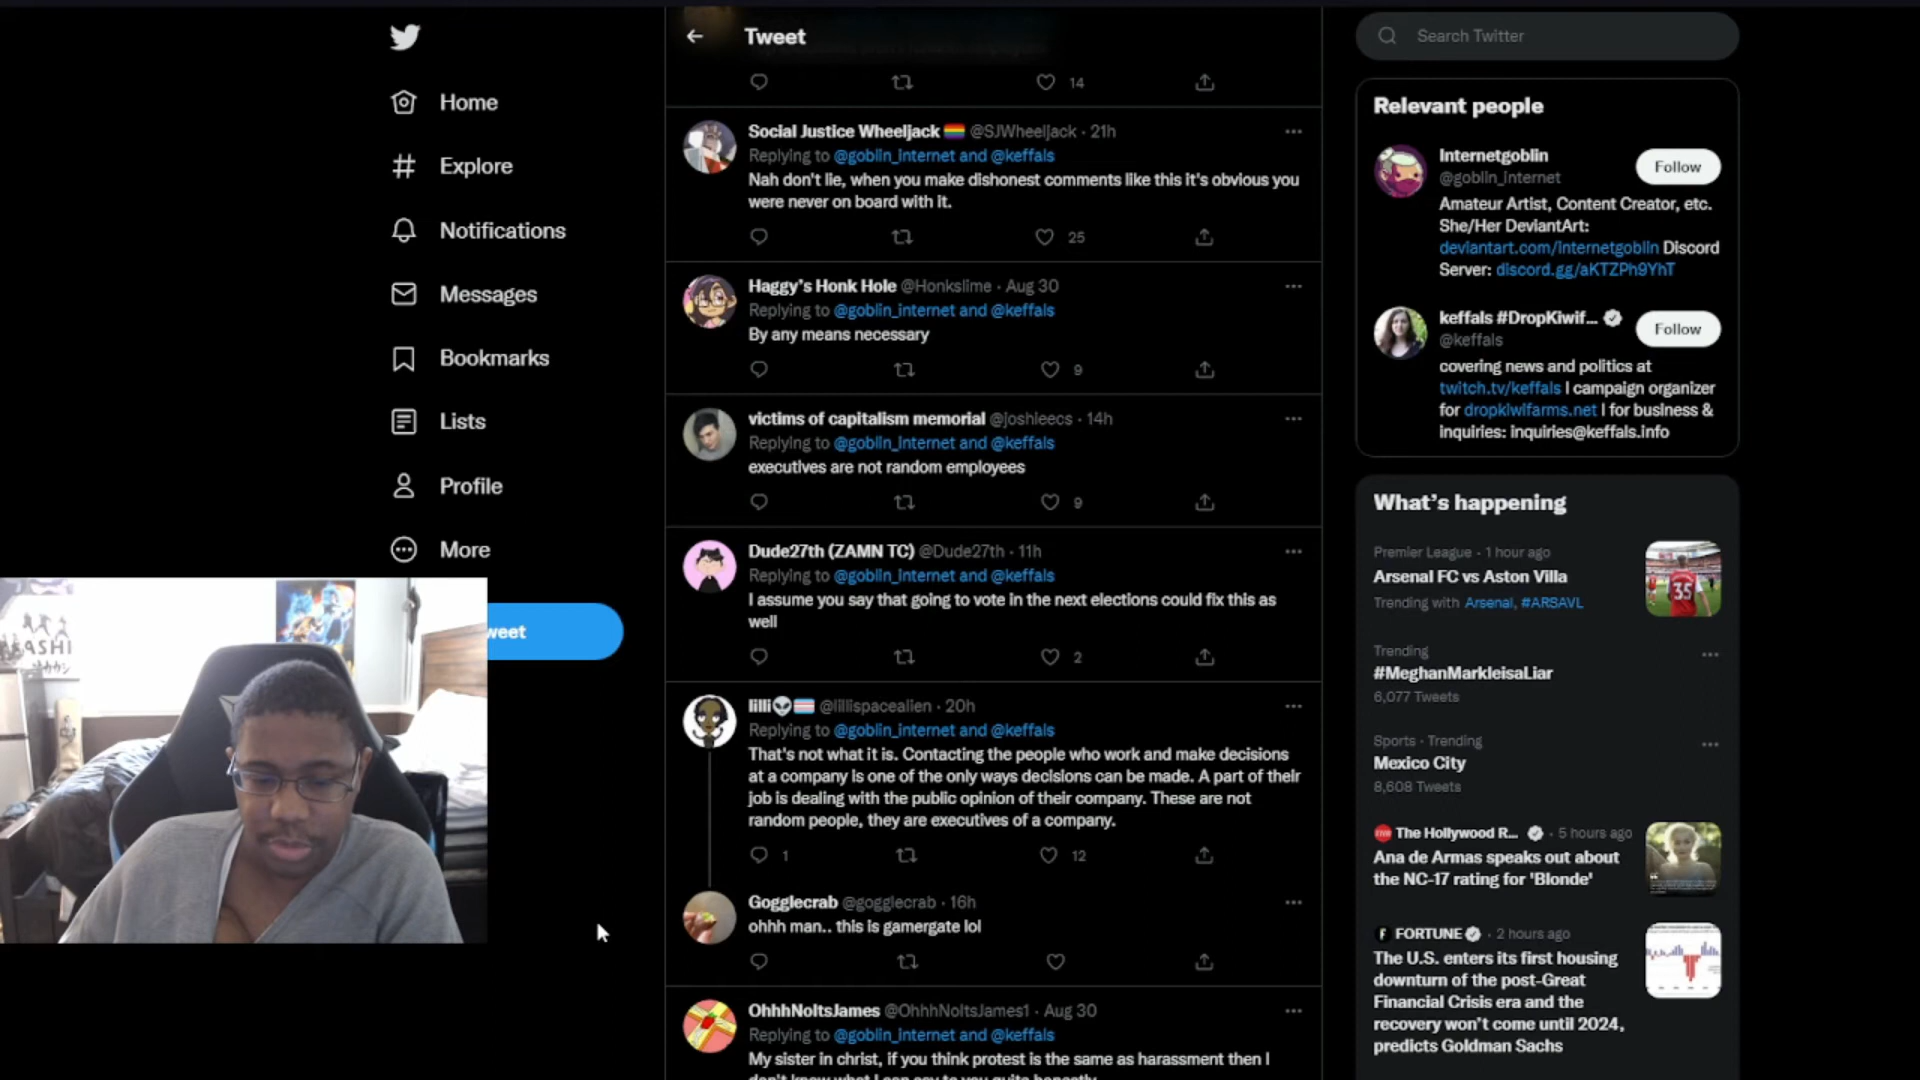 Tweet
Search Twitter
Home
Explore
Notifications
Messages
Bookmarks
Lists
Profile
More
weet
14
Social Justice Wheeljack 🏳️‍🌈 @SJWheeljack · 21h
Replying to @goblin_internet and @keffals
Nah don't lie, when you make dishonest comments like this it's obvious you
were never on board with it.
25
Haggy's Honk Hole @Honkslime · Aug 30
Replying to @goblin_internet and @keffals
By any means necessary
9
victims of capitalism memorial @joshleecs · 14h
Replying to @goblin_internet and @keffals
executives are not random employees
9
Dude27th (ZAMN TC) @Dude27th · 11h
Replying to @goblin_internet and @keffals
I assume you say that going to vote in the next elections could fix this as
well
2
lilli👽🏳️‍⚧️ @lillispacealien · 20h
Replying to @goblin_internet and @keffals
That's not what it is. Contacting the people who work and make decisions
at a company is one of the only ways decisions can be made. A part of their
job is dealing with the public opinion of their company. These are not
random people, they are executives of a company.
1
12
Gogglecrab @gogglecrab · 16h
ohhh man.. this is gamergate lol
OhhhNoItsJames @OhhhNoItsJames1 · Aug 30
Replying to @goblin_internet and @keffals
My sister in christ, if you think protest is the same as harassment then I
Relevant people
Internetgoblin
@goblin_internet
Follow
Amateur Artist, Content Creator, etc.
She/Her DeviantArt:
deviantart.com/internetgoblin Discord
Server: discord.gg/aKTZPh9YhT
keffals #DropKiwif...
@keffals
Follow
covering news and politics at
twitch.tv/keffals | campaign organizer
for dropkiwifarms.net | for business &
inquiries: inquiries@keffals.info
What's happening
Premier League · 1 hour ago
Arsenal FC vs Aston Villa
Trending with Arsenal, #ARSAVL
35
Trending
#MeghanMarkleisaLiar
6,077 Tweets
Sports · Trending
Mexico City
8,608 Tweets
The Hollywood R... · 5 hours ago
Ana de Armas speaks out about
the NC-17 rating for 'Blonde'
FORTUNE · 2 hours ago
The U.S. enters its first housing
downturn of the post-Great
Financial Crisis era and the
recovery won't come until 2024,
predicts Goldman Sachs